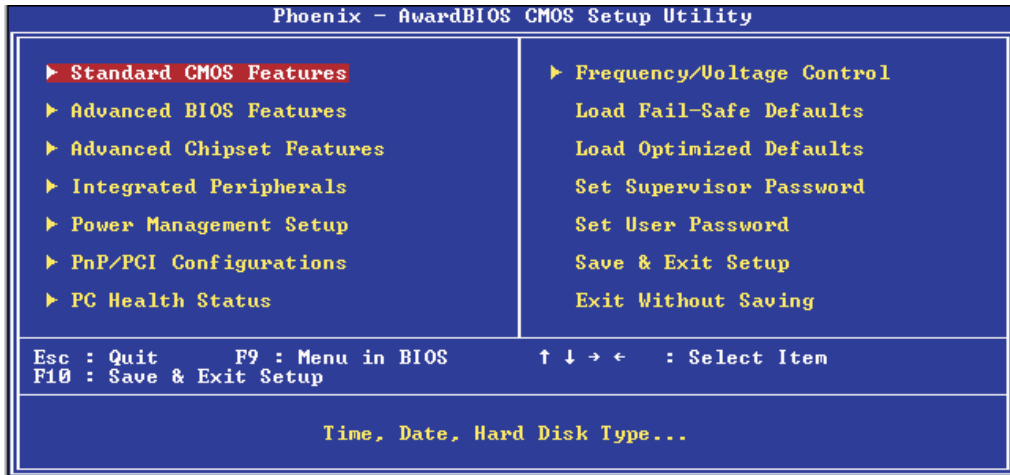 Phoenix - AwardBIOS CMOS Setup Utility
▶ Standard CMOS Features
▶ Advanced BIOS Features
▶ Advanced Chipset Features
▶ Integrated Peripherals
▶ Power Management Setup
▶ PnP/PCI Configurations
▶ PC Health Status
▶ Frequency/Voltage Control
Load Fail-Safe Defaults
Load Optimized Defaults
Set Supervisor Password
Set User Password
Save & Exit Setup
Exit Without Saving
Esc : Quit F9 : Menu in BIOS ↑ ↓ → ← : Select Item
F10 : Save & Exit Setup
Time, Date, Hard Disk Type...